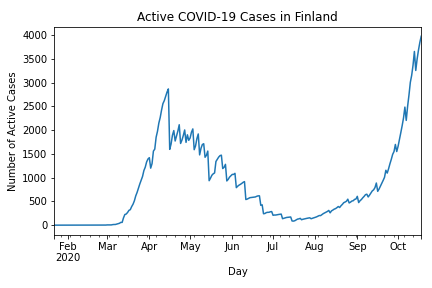 Active COVID-19 Cases in Finland
4000
3500
3000
2500
2000
1500
1000
500
0
Number of Active Cases
Feb Mar Apr May Jun Jul Aug Sep Oct
2020
Day